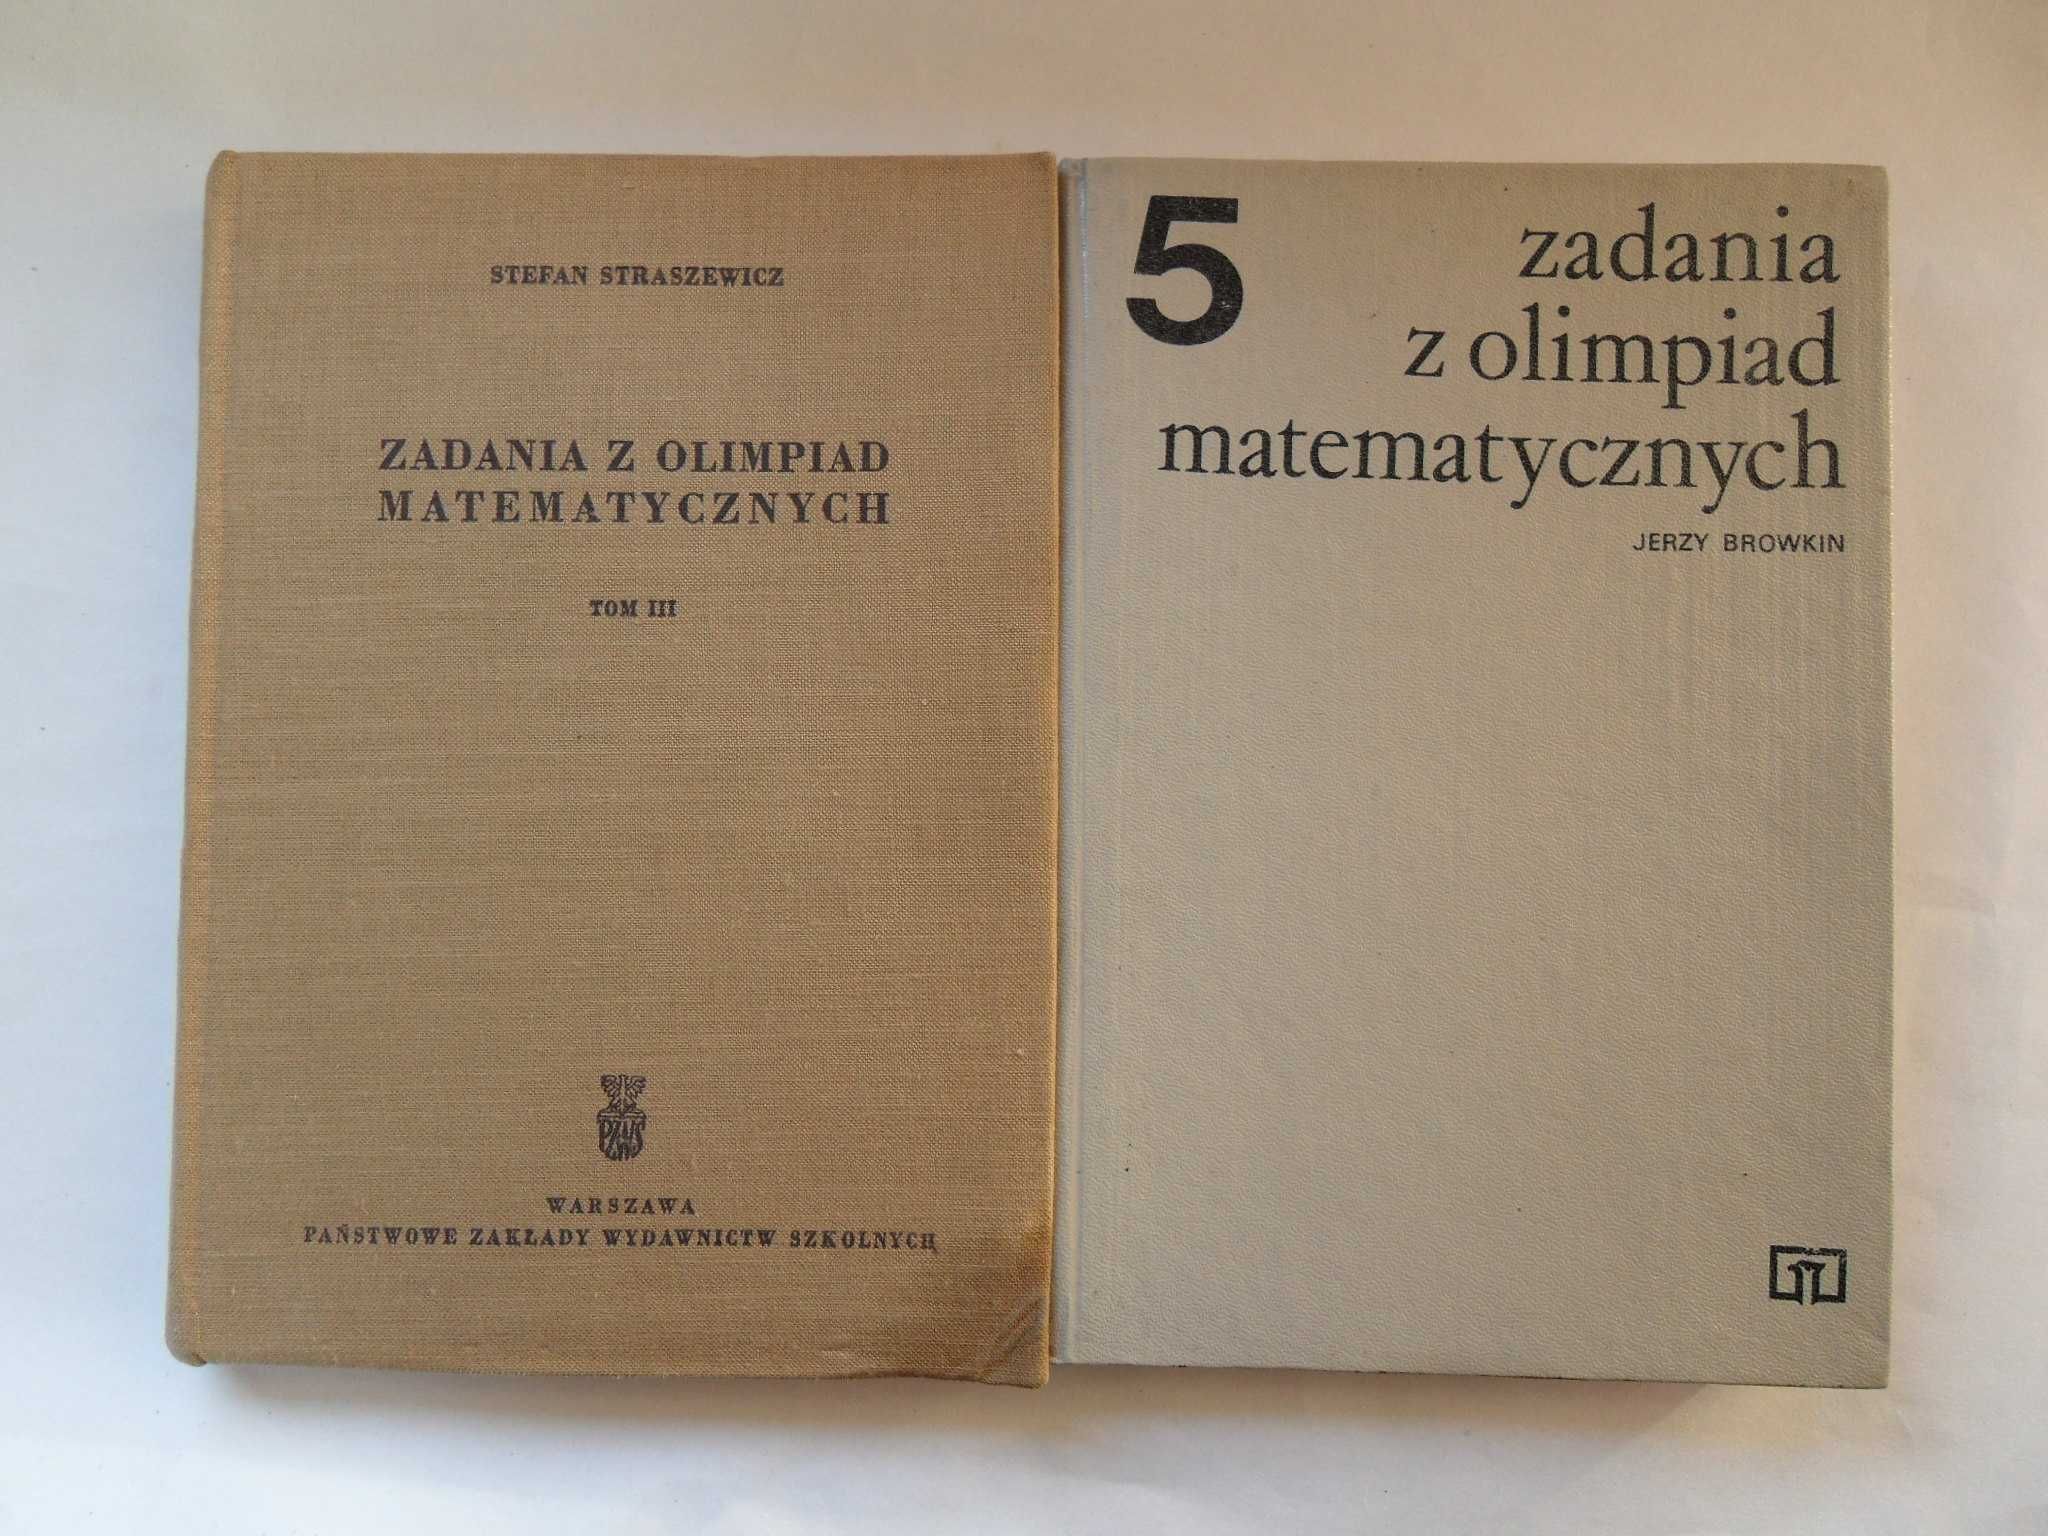 STEFAN STRASZEWICZ
ZADANIA Z OLIMPIAD
MATEMATYCZNYCH
TOM III
PZWS
WARSZAWA
PAŃSTWOWE ZAKŁADY WYDAWNICTW SZKOLNYCH
5
zadania
z olimpiad
matematycznych
JERZY BROWKIN